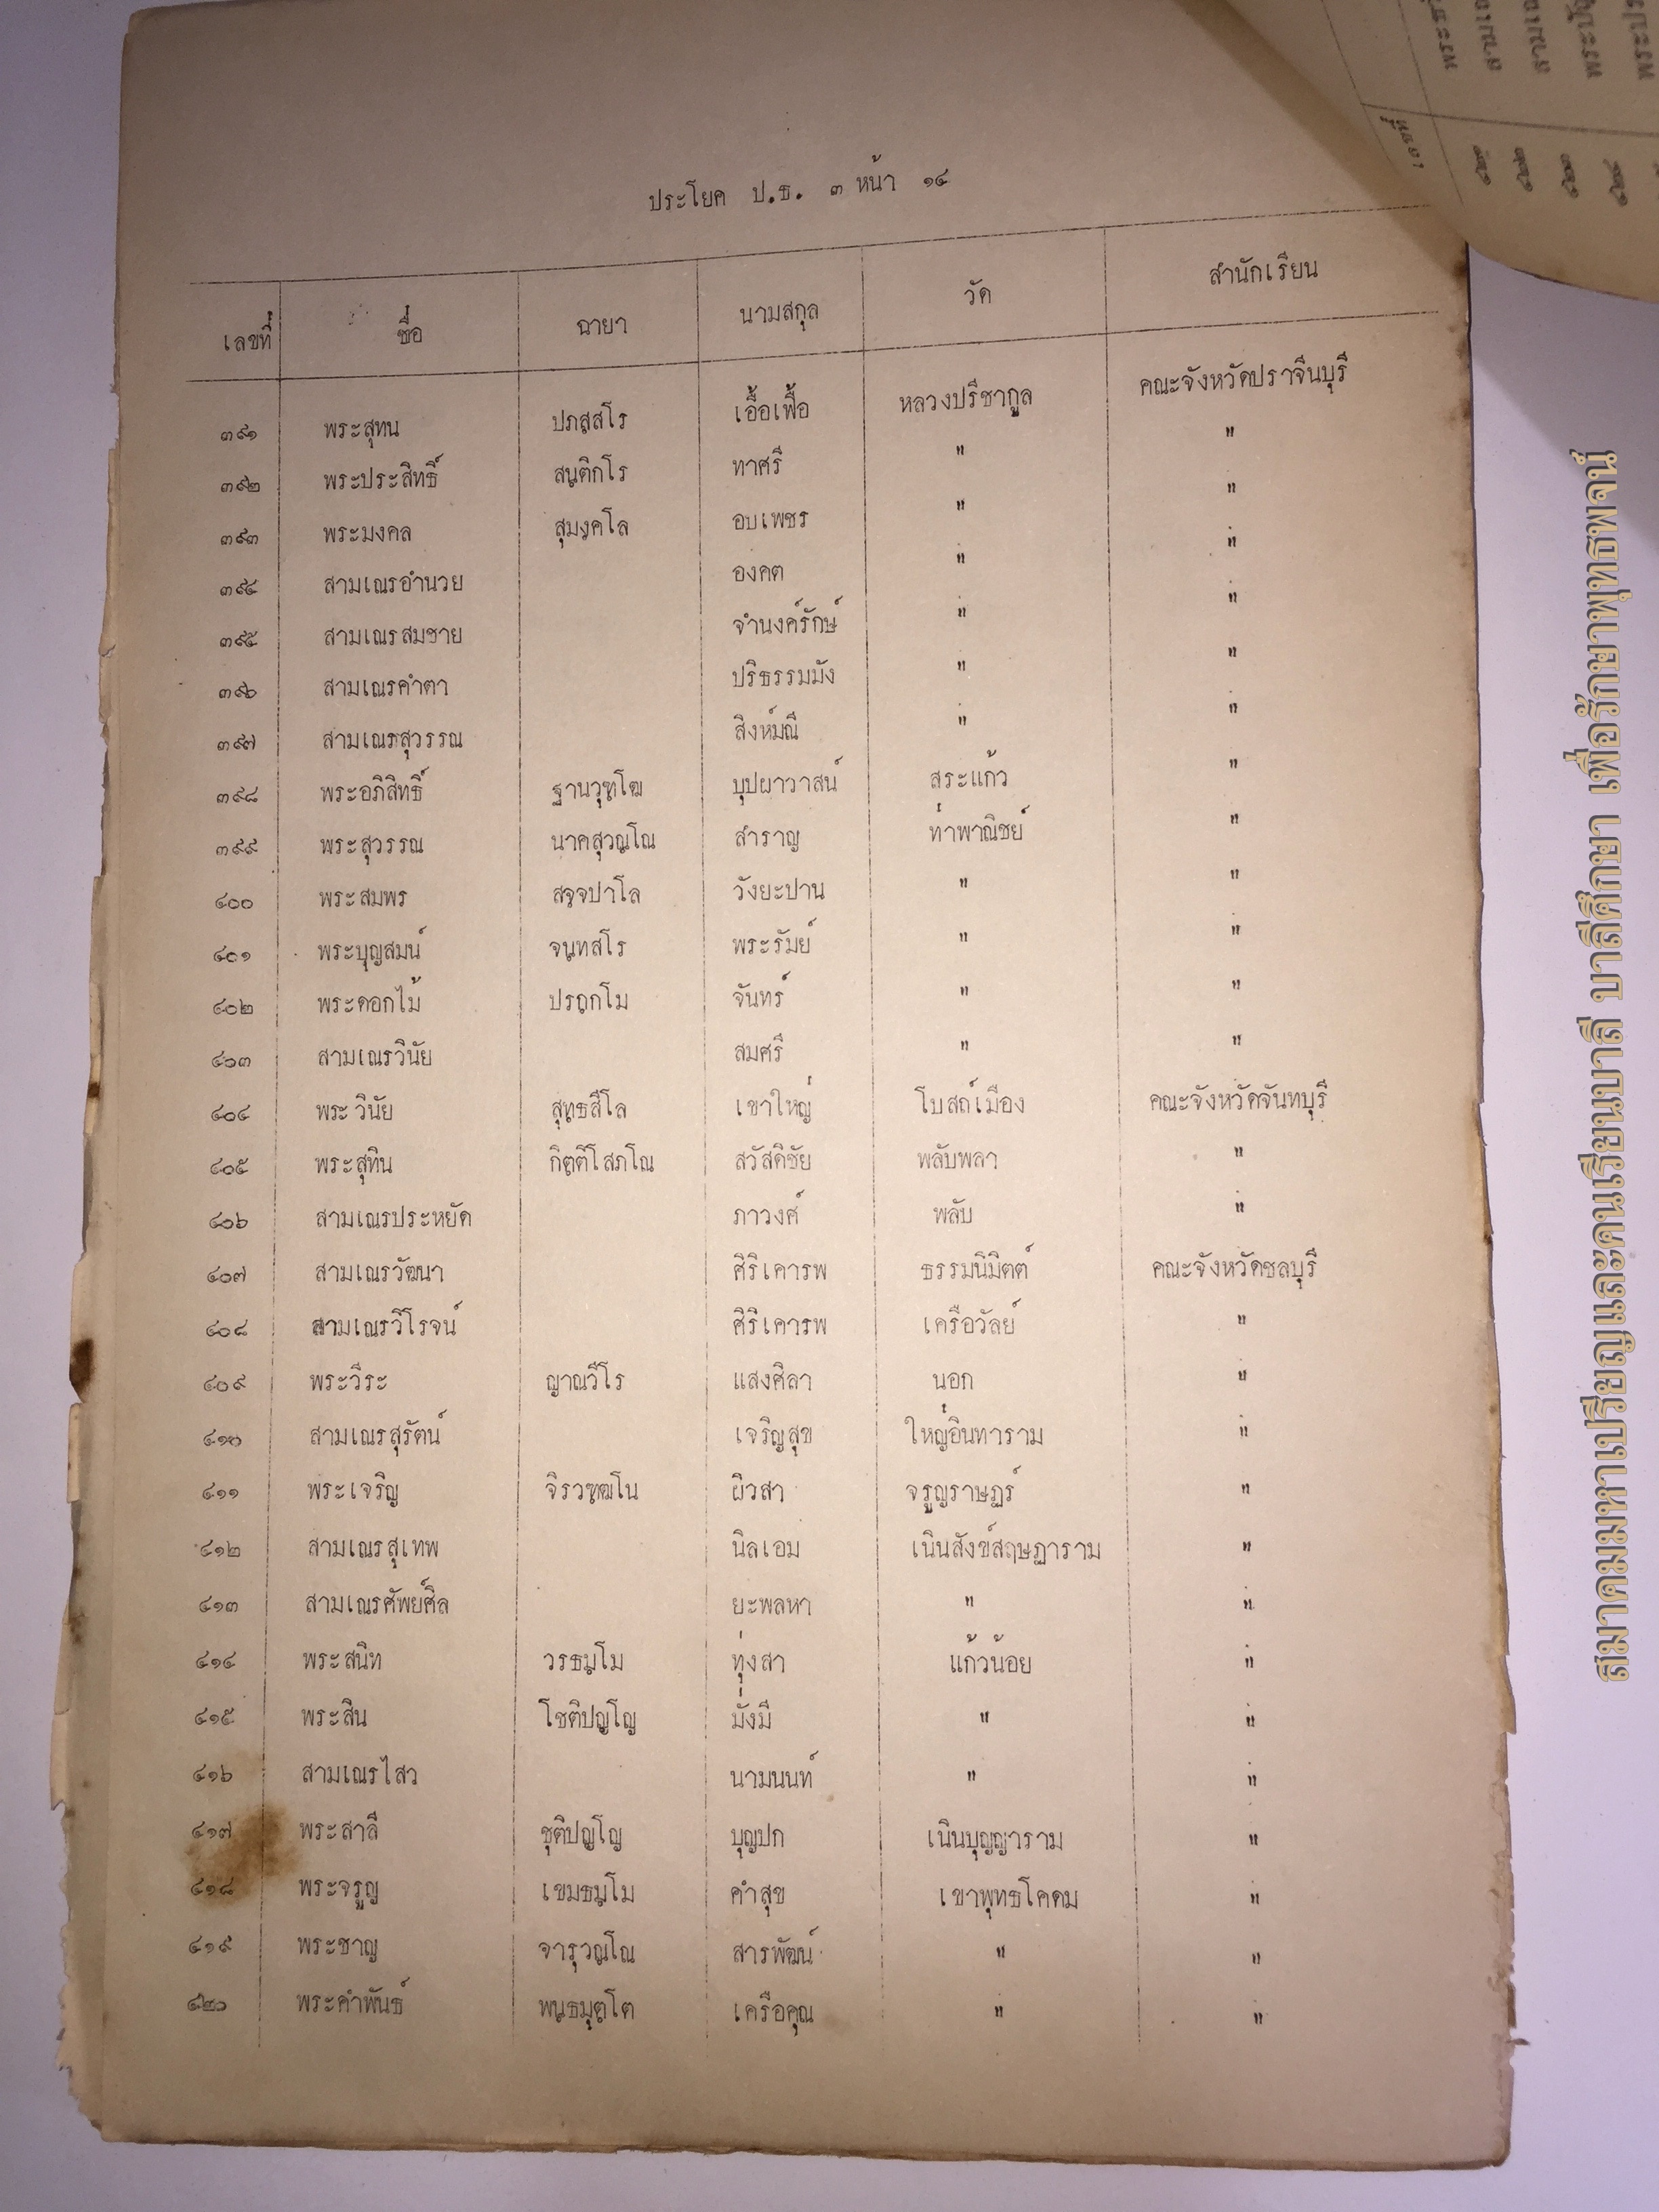 ประโยค ป.ธ. ๓ หน้า ๑๔
เลขที่ ชื่อ ฉายา นามสกุล วัด สำนักเรียน
๓๙๑ พระสุทน ปภสฺสโร เอื้อเฟื้อ หลวงปรีชากูล คณะจังหวัดปราจีนบุรี
๓๙๒ พระประสิทธิ์ สนฺติกโร ทาศรี " "
๓๙๓ พระมงคล สุมงฺคโล อบเพชร " "
๓๙๔ สามเณรอำนวย องคต " "
๓๙๕ สามเณรสมชาย จำนงค์รักษ์ " "
๓๙๖ สามเณรคำตา ปริธรรมมัง " "
๓๙๗ สามเณรสุวรรณ สิงห์มณี " "
๓๙๘ พระอภิสิทธิ์ ฐานวุฑฺโฒ บุปผาวาสน์ สระแก้ว "
๓๙๙ พระสุวรรณ นาคสุวณฺโณ สำราญ ท่าพาณิชย์ "
๔๐๐ พระสมพร สจฺจปาโล วังยะปาน " "
๔๐๑ พระบุญสมน์ จนฺทสโร พระรัมย์ " "
๔๐๒ พระดอกไม้ ปรกฺกโม จันทร์ " "
๔๐๓ สามเณรวินัย สมศรี " "
๔๐๔ พระวินัย สุทฺธสีโล เขาใหญ่ โบสถ์เมือง คณะจังหวัดจันทบุรี
๔๐๕ พระสุทิน กิตฺติโสภโณ สวัสดิชัย พลับพลา "
๔๐๖ สามเณรประหยัด ภาวงศ์ พลับ "
๔๐๗ สามเณรวัฒนา ศิริเคารพ ธรรมนิมิตต์ คณะจังหวัดชลบุรี
๔๐๘ สามเณรวิโรจน์ ศิริเคารพ เครือวัลย์ "
๔๐๙ พระวีระ ญาณวีโร แสงศิลา นอก "
๔๑๐ สามเณรสุรัตน์ เจริญสุข ใหญ่อินทาราม "
๔๑๑ พระเจริญ จิรวฑฺฒโน ผิวสา จรูญราษฎร์ "
๔๑๒ สามเณรสุเทพ นิลเอม เนินสังข์สฤษฏาราม "
๔๑๓ สามเณรศัพย์ศิล ยะพลหา " "
๔๑๔ พระสนิท วรธมฺโม ทุ่งสา แก้วน้อย "
๔๑๕ พระสิน โชติปญฺโญ มั่งมี " "
๔๑๖ สามเณรไสว นามนนท์ " "
๔๑๗ พระสาลี ชุติปญฺโญ บุญปก เนินบุญญาราม "
๔๑๘ พระจรูญ เขมธมฺโม คำสุข เขาพุทธโคดม "
๔๑๙ พระชาญ จารุวณฺโณ สารพัฒน์ " "
๔๒๐ พระคำพันธ์ พนฺธมุตฺโต เครือคุณ " "
สมาคมมหาเปรียญและคนเรียนบาลี บาลีศึกษา เพื่อรักษาพุทธพจน์